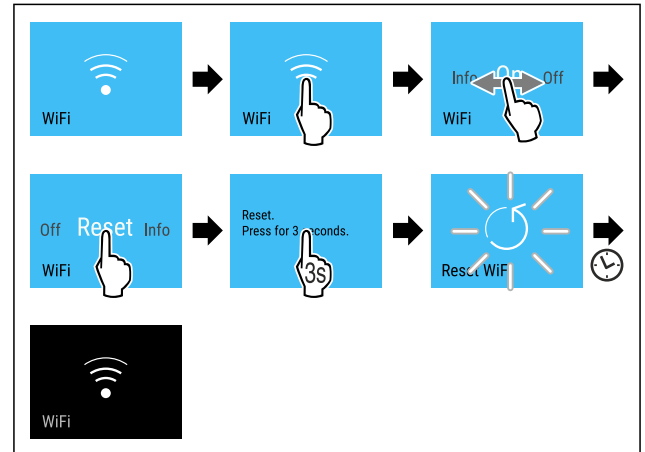 WiFi
WiFi
Info Off
WiFi
Off Reset Info
WiFi
Reset.
Press for 3 seconds.
3s
Reset WiFi
WiFi